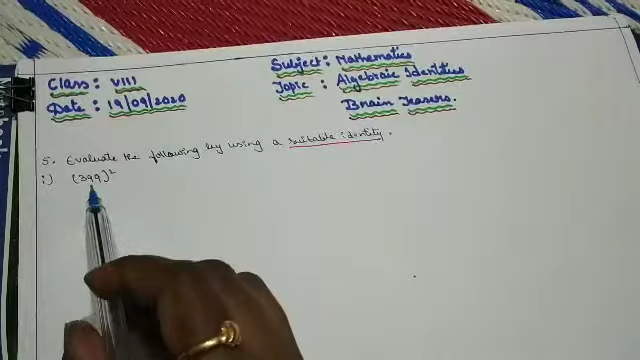 Class: VIII
Date: 19/09/2020
Subject: Mathematics
Topic: Algebraic Identities
Brain Teasers.
5. Evaluate the following by using a suitable identity.
i) (399)²